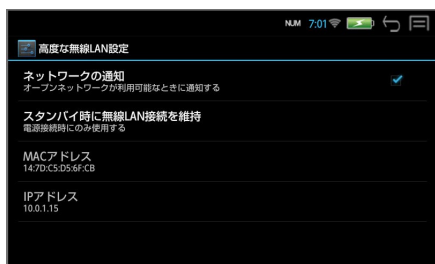 NUM 7:01
高度な無線LAN設定
ネットワークの通知
オープンネットワークが利用可能なときに通知する
スタンバイ時に無線LAN接続を維持
電源接続時にのみ使用する
MACアドレス
14:7D:C5:D5:6F:CB
IPアドレス
10.0.1.15